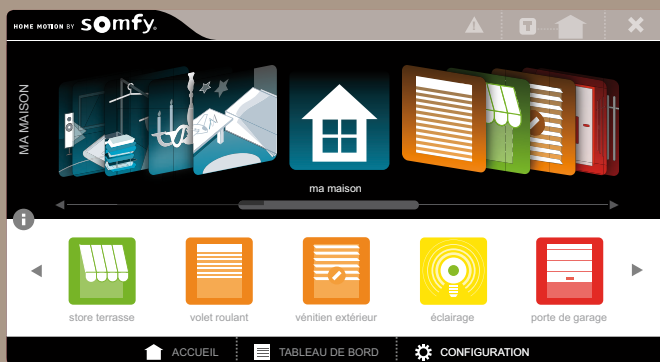 HOME MOTION BY somfy.
MA MAISON
ma maison
store terrasse
volet roulant
vénitien extérieur
éclairage
porte de garage
ACCUEIL
TABLEAU DE BORD
CONFIGURATION